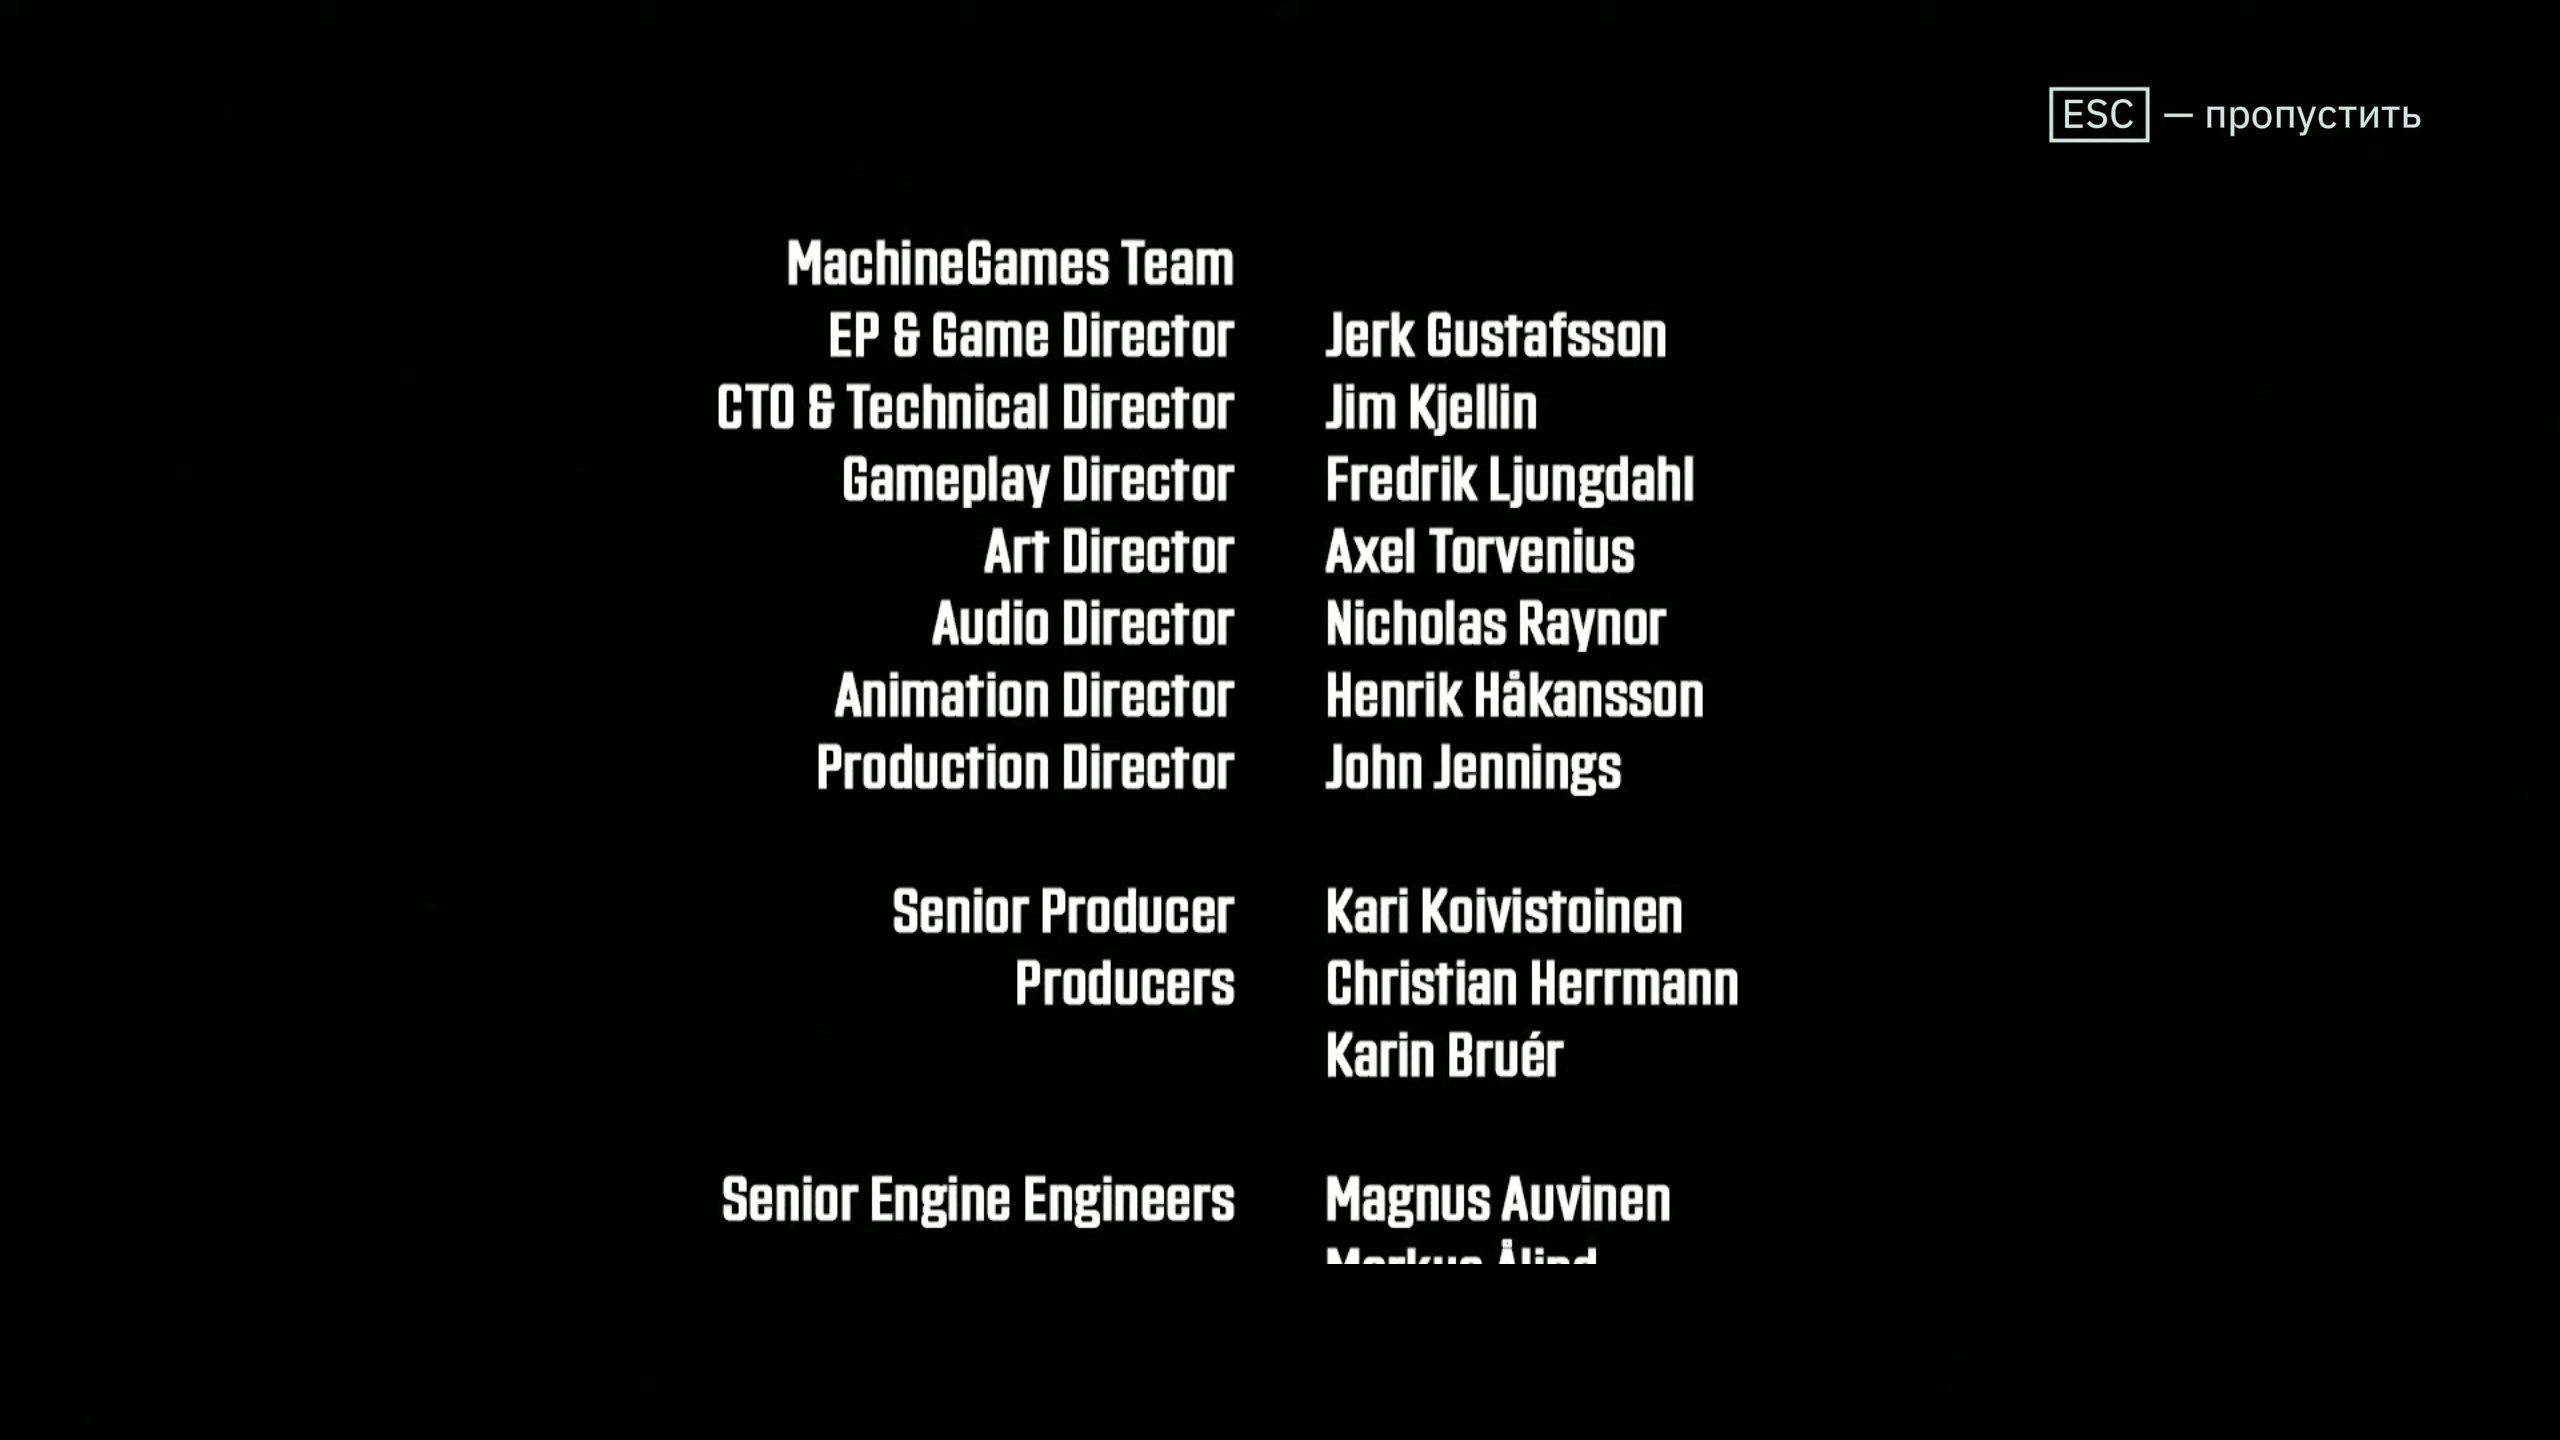 ESC — пропустить
MachineGames Team
EP & Game Director Jerk Gustafsson
CTO & Technical Director Jim Kjellin
Gameplay Director Fredrik Ljungdahl
Art Director Axel Torvenius
Audio Director Nicholas Raynor
Animation Director Henrik Håkansson
Production Director John Jennings
Senior Producer Kari Koivistoinen
Producers Christian Herrmann
Karin Bruér
Senior Engine Engineers Magnus Auvinen
Markus Ålind